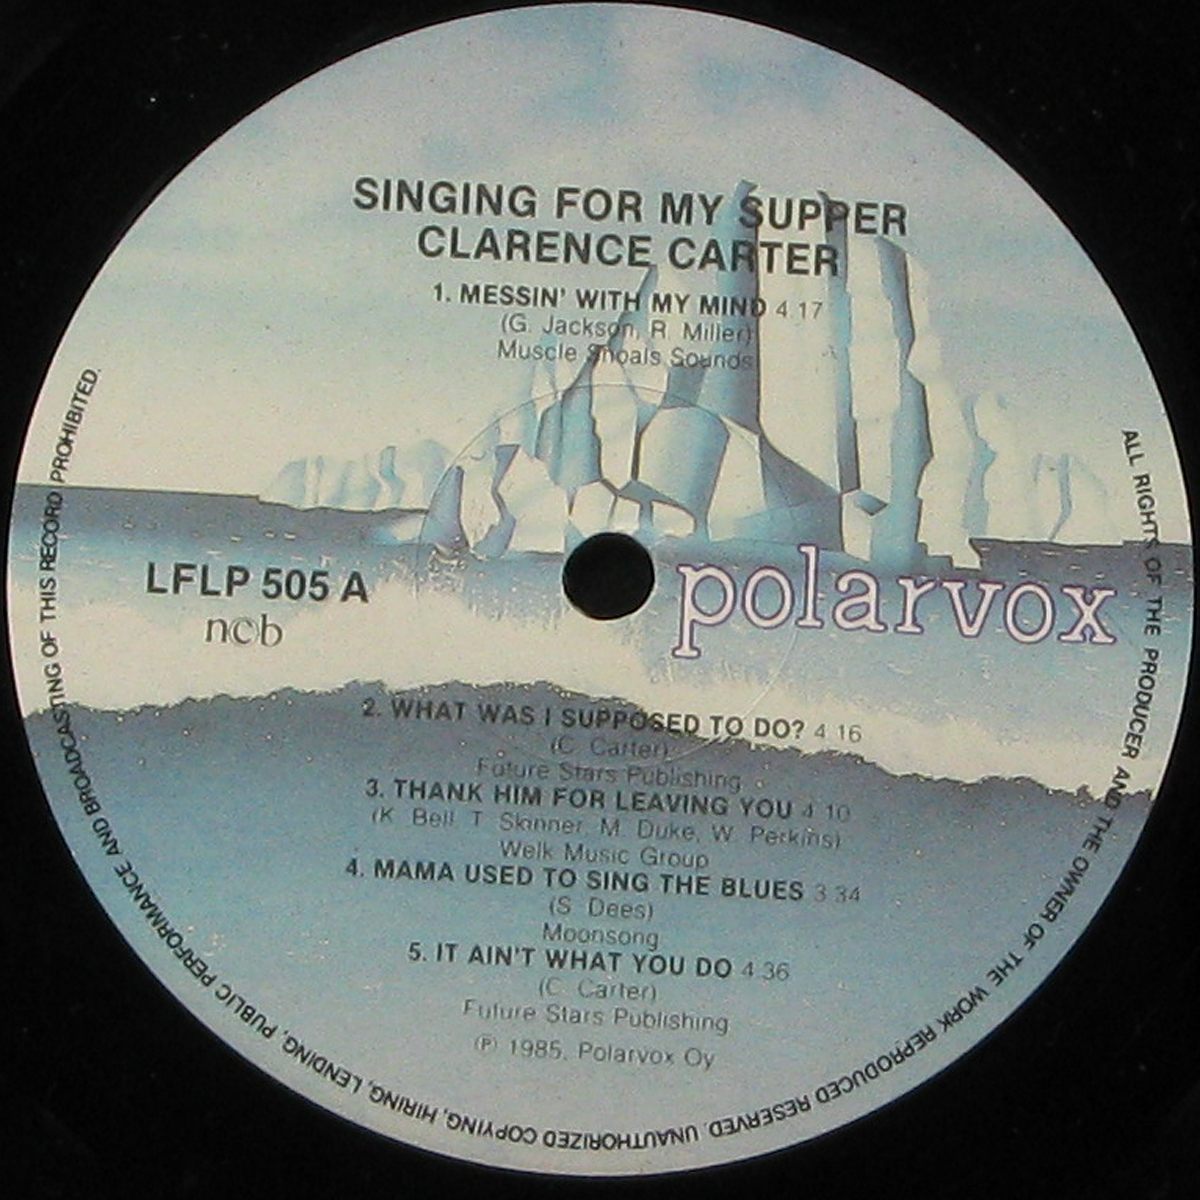 SINGING FOR MY SUPPER
CLARENCE CARTER
1. MESSIN' WITH MY MIND 4 17
(G. Jackson, R. Miller)
Muscle Shoals Sounds
LFLP 505 A
ncb
polarvox
2. WHAT WAS I SUPPOSED TO DO? 4 16
(C. Carter)
Future Stars Publishing
3. THANK HIM FOR LEAVING YOU 4 10
(K. Bell T. Skinner, M. Duke, W. Perkins)
Welk Music Group
4. MAMA USED TO SING THE BLUES 3 34
(S. Dees)
Moonsong
5. IT AIN'T WHAT YOU DO 4 36
(C. Carter)
Future Stars Publishing
℗ 1985, Polarvox Oy
ALL RIGHTS OF THE PRODUCER AND THE OWNER OF THE WORK REPRODUCED RESERVED. UNAUTHORIZED COPYING, HIRING, LENDING, PUBLIC PERFORMANCE AND BROADCASTING OF THIS RECORD PROHIBITED.